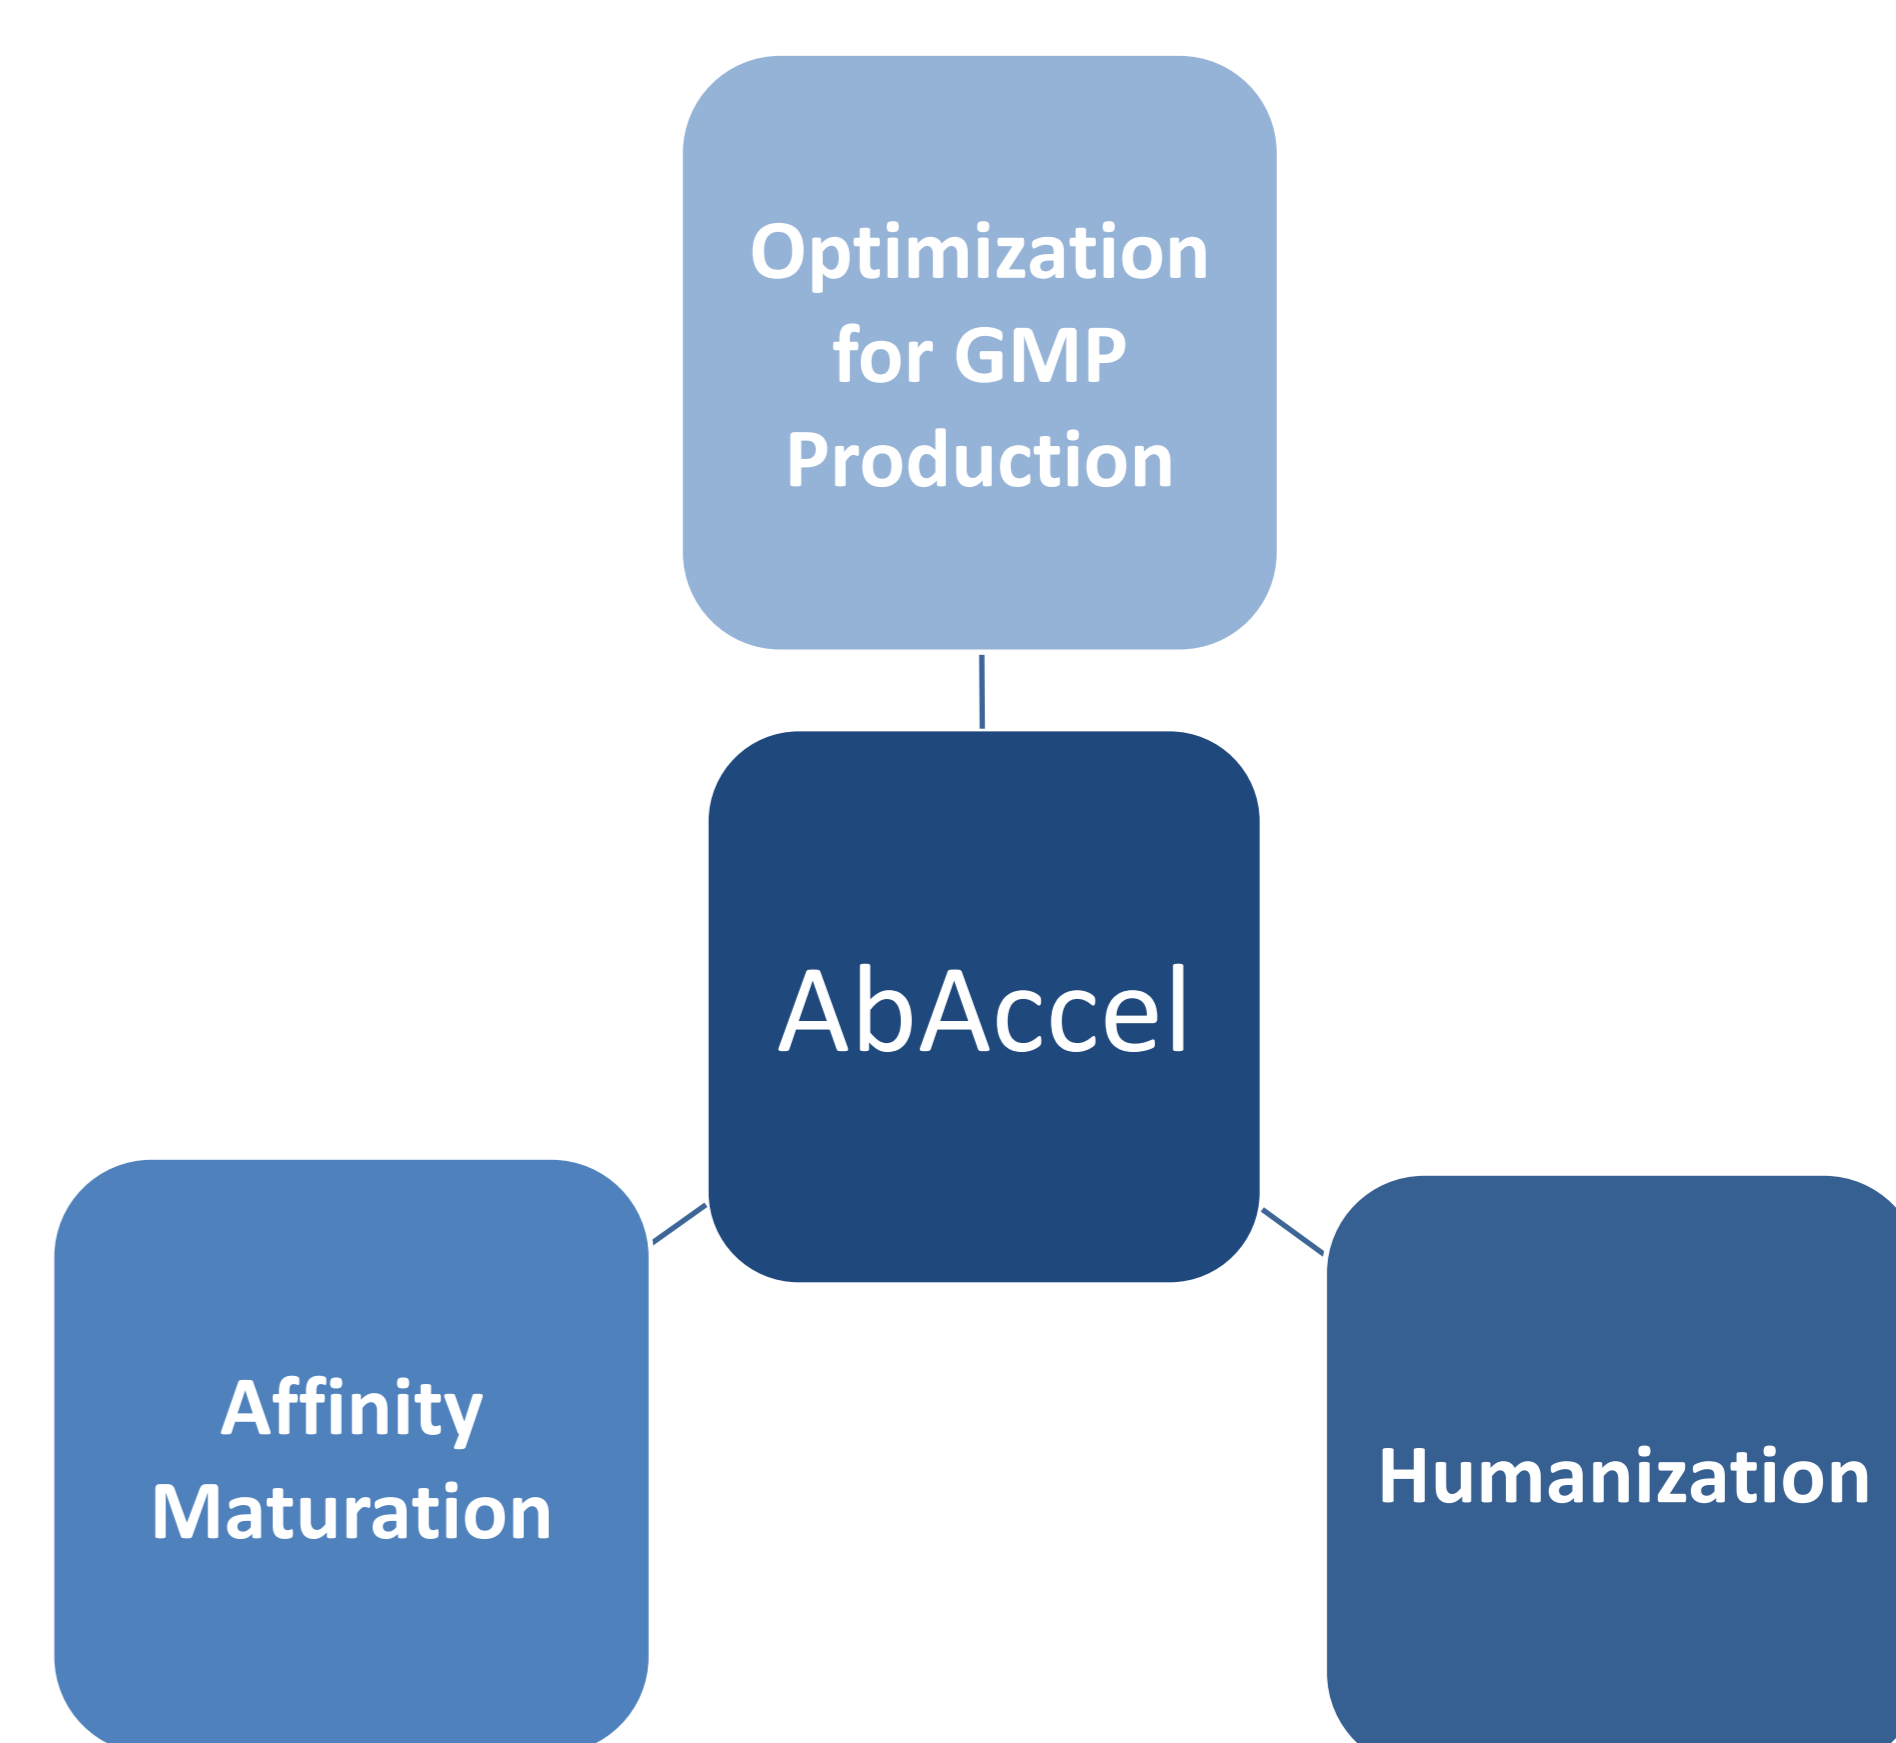 Optimization
for GMP
Production
AbAccel
Affinity
Maturation
Humanization